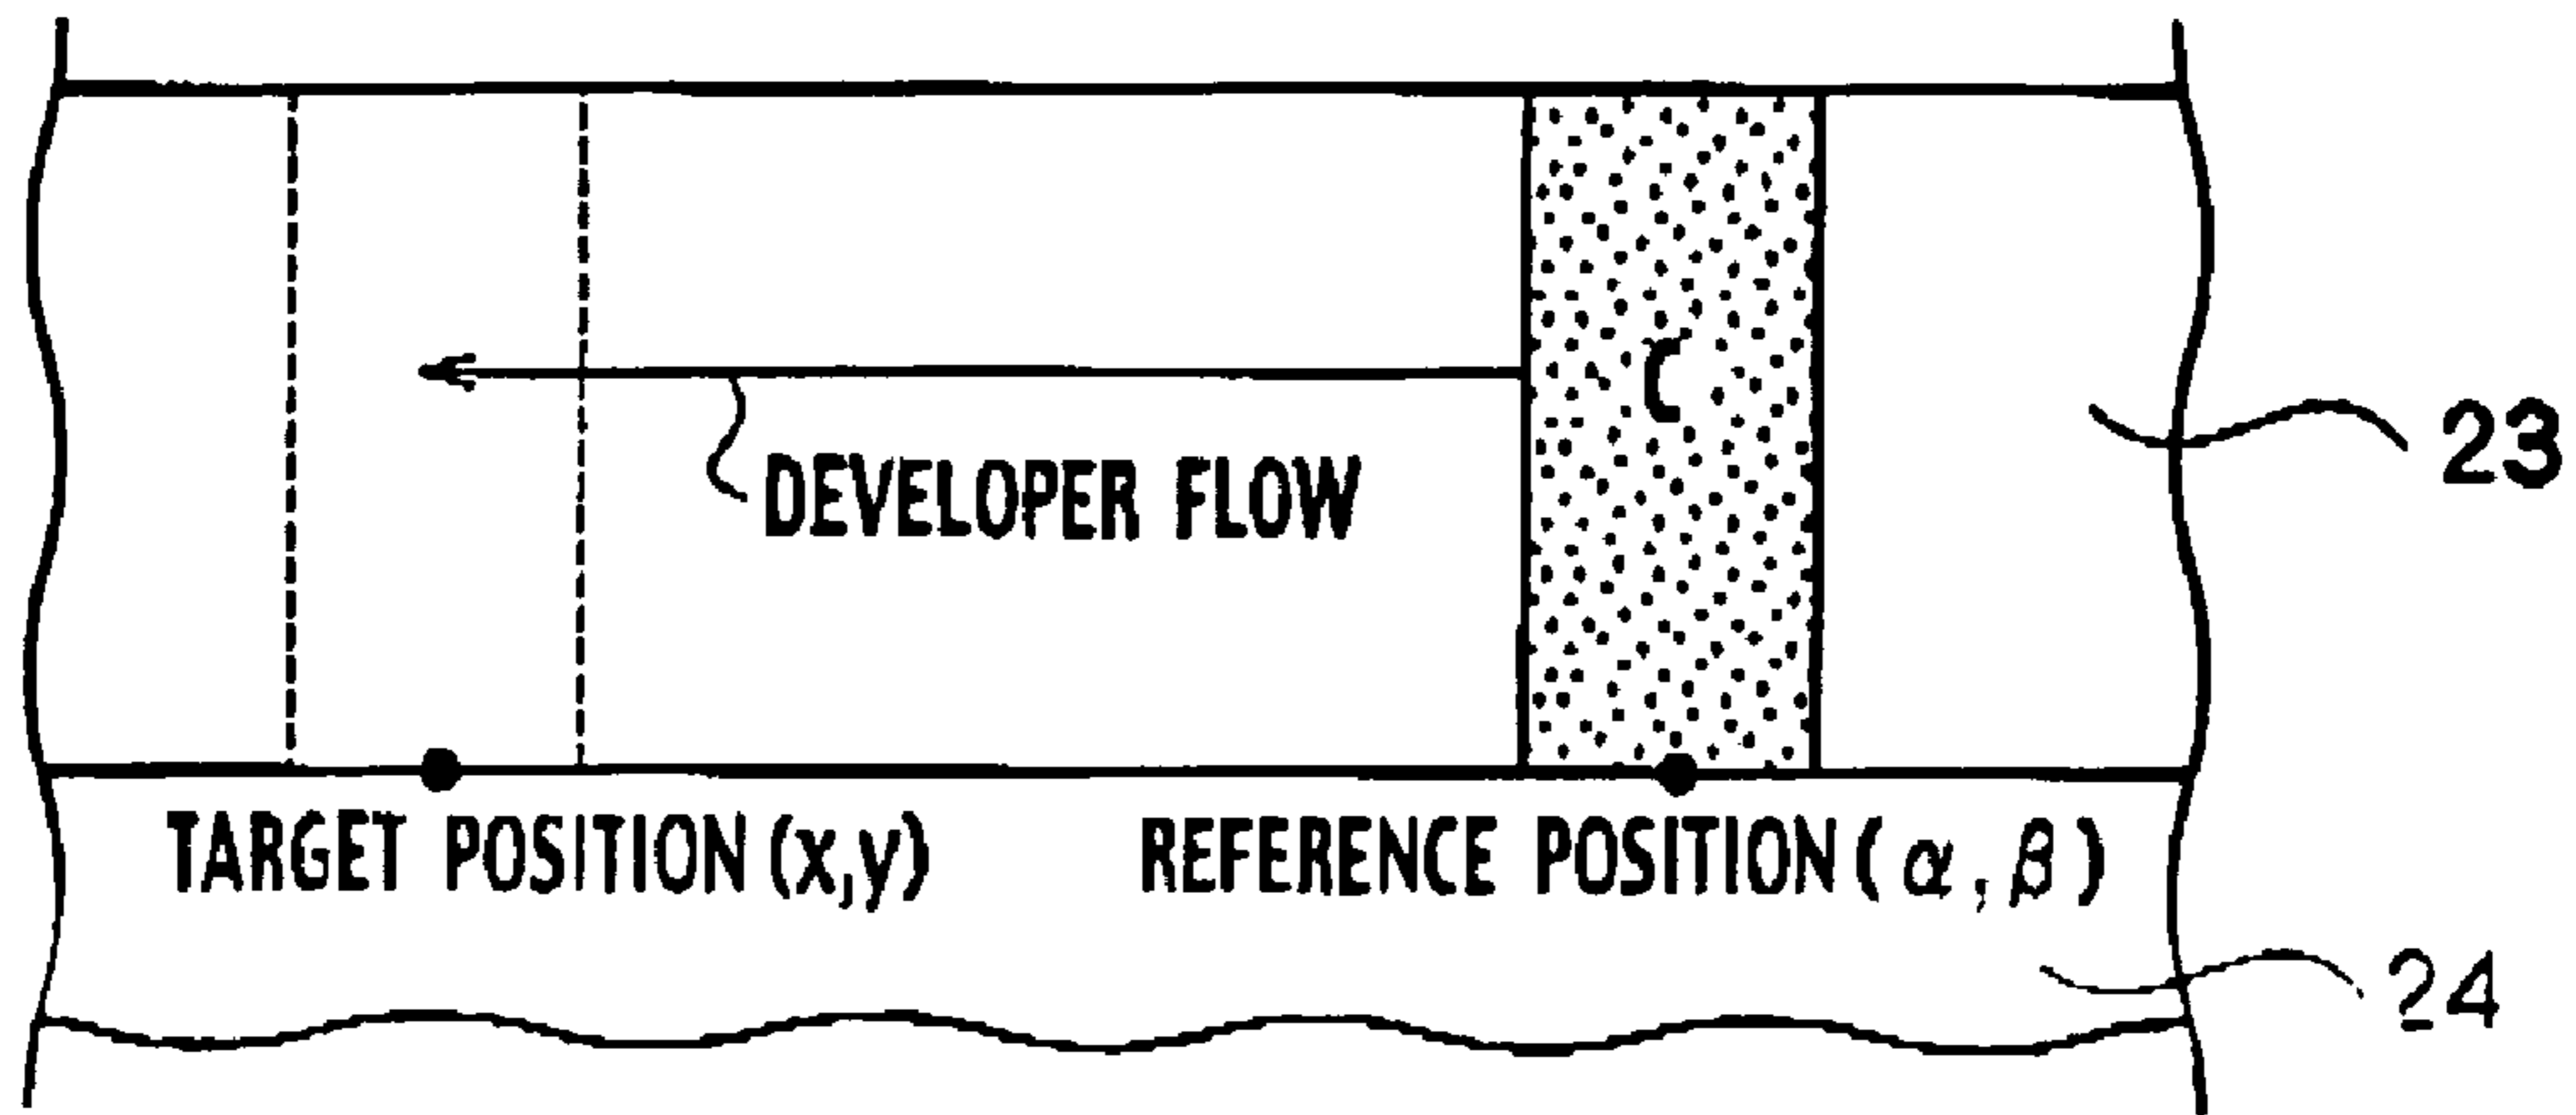 C
DEVELOPER FLOW
23
TARGET POSITION (x,y)
REFERENCE POSITION ( α , β )
24